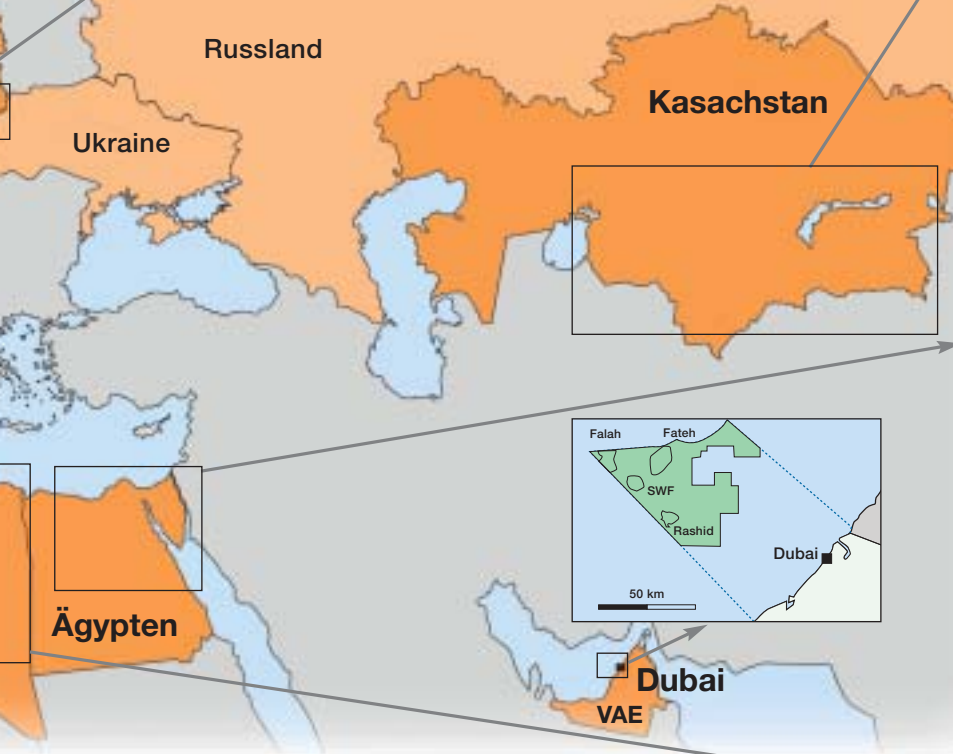 Russland
Kasachstan
Ukraine
Falah
Fateh
SWF
Rashid
Dubai
50 km
Ägypten
Dubai
VAE